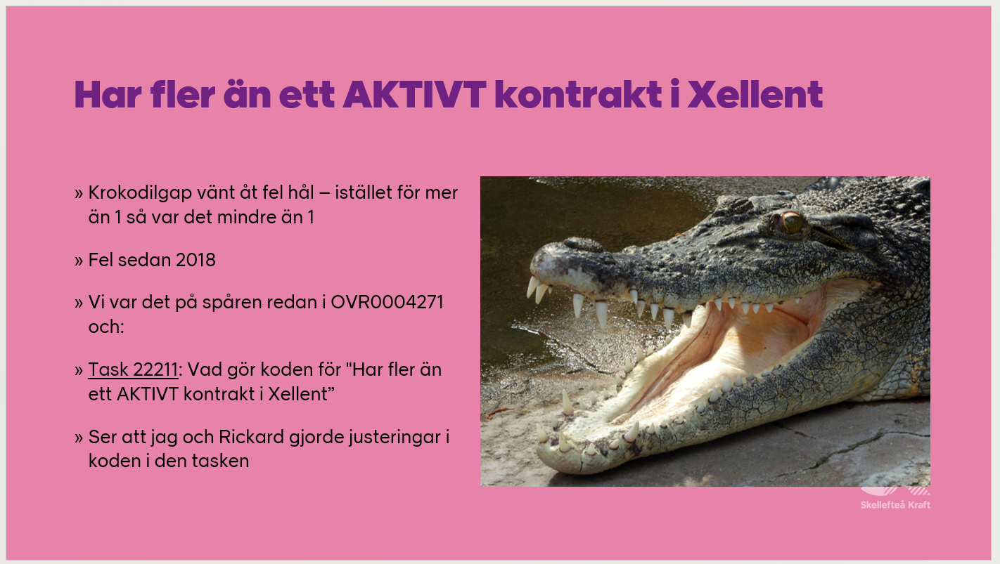 Har fler än ett AKTIVT kontrakt i Xellent
» Krokodilgap vänt åt fel hål – istället för mer
än 1 så var det mindre än 1
» Fel sedan 2018
» Vi var det på spåren redan i OVR0004271
och:
» Task 22211: Vad gör koden för "Har fler än
ett AKTIVT kontrakt i Xellent”
» Ser att jag och Rickard gjorde justeringar i
koden i den tasken
Skellefteå Kraft